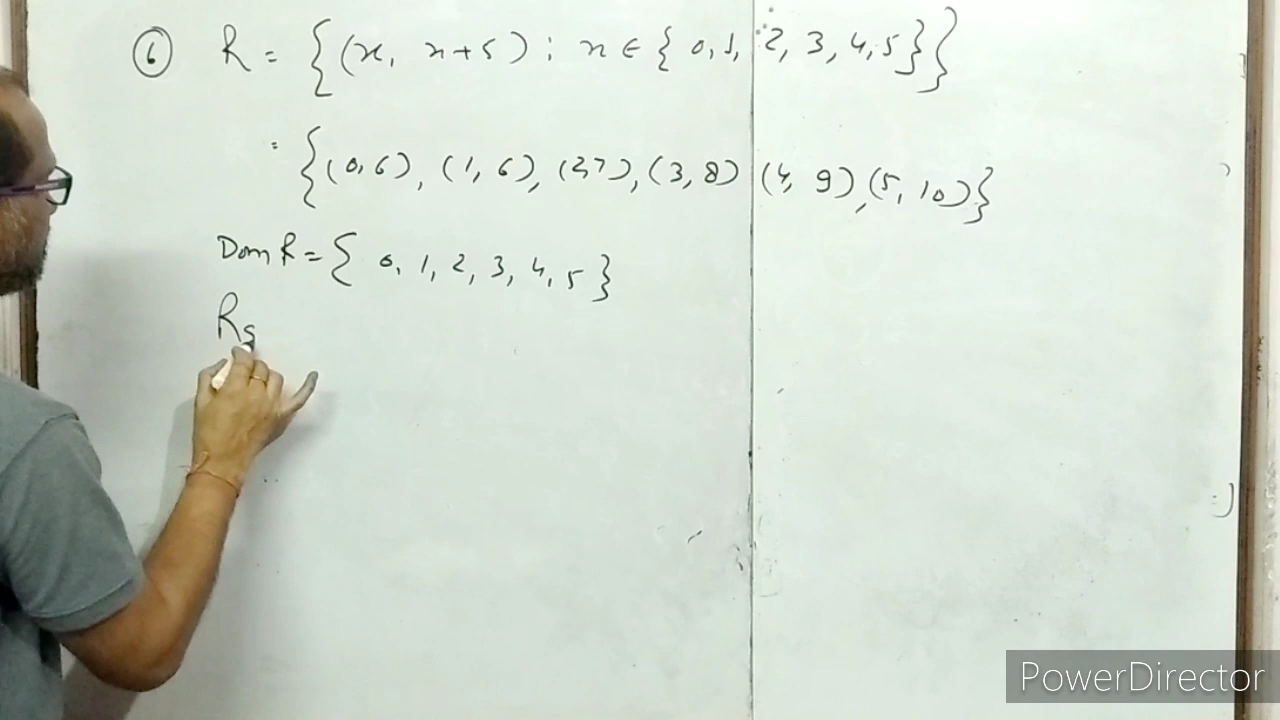 ⑥ R = {(x, x+5) : x ∈ {0, 1, 2, 3, 4, 5}}
= {(0, 6), (1, 6), (2, 7), (3, 8) (4, 9), (5, 10)}
Dom R = {0, 1, 2, 3, 4, 5}
Rg
PowerDirector